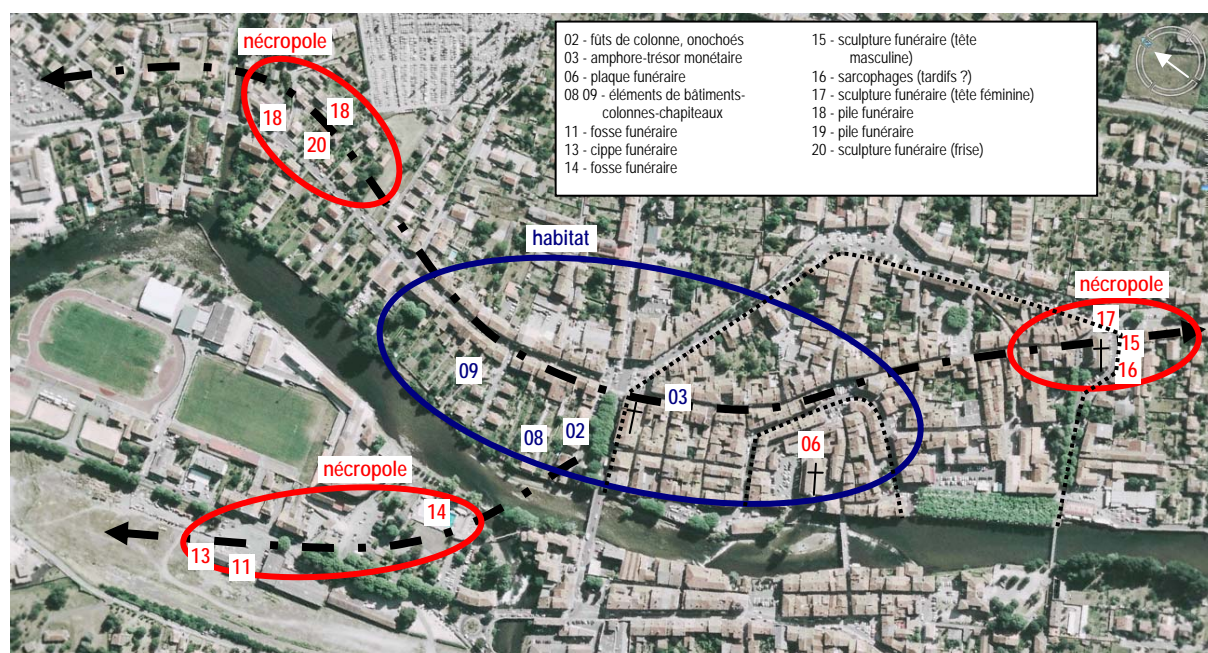 nécropole
02 - fûts de colonne, onochoés
03 - amphore-trésor monétaire
06 - plaque funéraire
08 09 - éléments de bâtiments-
colonnes-chapiteaux
11 - fosse funéraire
13 - cippe funéraire
14 - fosse funéraire
15 - sculpture funéraire (tête
masculine)
16 - sarcophages (tardifs ?)
17 - sculpture funéraire (tête féminine)
18 - pile funéraire
19 - pile funéraire
20 - sculpture funéraire (frise)
18
18
20
habitat
nécropole
17
15
16
09
03
08
02
06
nécropole
14
13
11